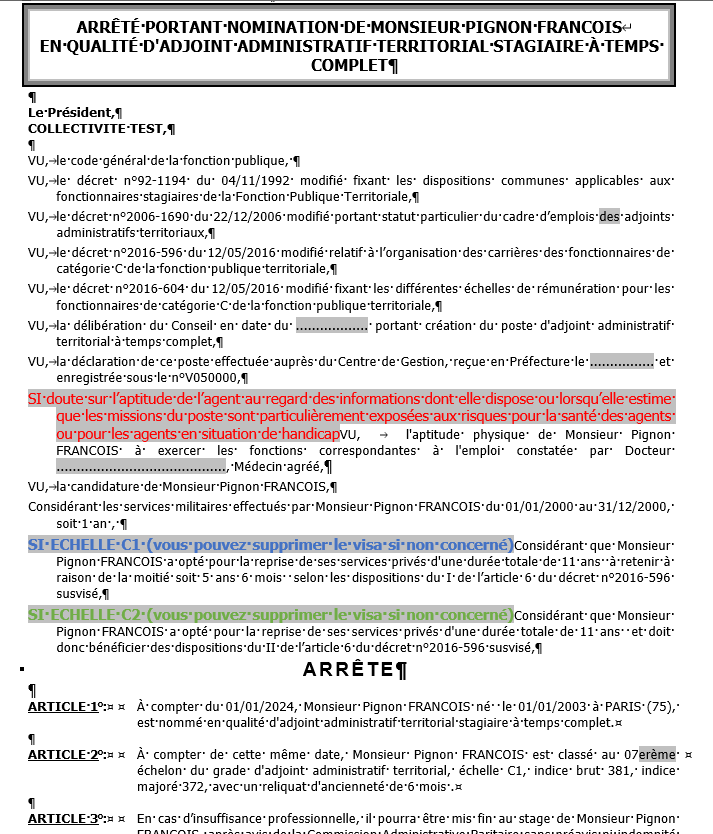 ARRÊTÉ PORTANT NOMINATION DE MONSIEUR PIGNON FRANCOIS
EN QUALITÉ D'ADJOINT ADMINISTRATIF TERRITORIAL STAGIAIRE À TEMPS
COMPLET¶
¶
Le Président,¶
COLLECTIVITE TEST,¶
¶
VU, le code général de la fonction publique, ¶
VU, le décret n°92-1194 du 04/11/1992 modifié fixant les dispositions communes applicables aux
fonctionnaires stagiaires de la Fonction Publique Territoriale,¶
VU, le décret n°2006-1690 du 22/12/2006 modifié portant statut particulier du cadre d'emplois des adjoints
administratifs territoriaux,¶
VU, le décret n°2016-596 du 12/05/2016 modifié relatif à l'organisation des carrières des fonctionnaires de
catégorie C de la fonction publique territoriale,¶
VU, le décret n°2016-604 du 12/05/2016 modifié fixant les différentes échelles de rémunération pour les
fonctionnaires de catégorie C de la fonction publique territoriale,¶
VU, la délibération du Conseil en date du ................. portant création du poste d'adjoint administratif
territorial à temps complet,¶
VU, la déclaration de ce poste effectuée auprès du Centre de Gestion, reçue en Préfecture le ............... et
enregistrée sous le n°V050000,¶
SI doute sur l'aptitude de l'agent au regard des informations dont elle dispose ou lorsqu'elle estime
que les missions du poste sont particulièrement exposées aux risques pour la santé des agents
ou pour les agents en situation de handicapVU, → l'aptitude physique de Monsieur Pignon
FRANCOIS à exercer les fonctions correspondantes à l'emploi constatée par Docteur
........................................, Médecin agréé,¶
VU, la candidature de Monsieur Pignon FRANCOIS,¶
Considérant les services militaires effectués par Monsieur Pignon FRANCOIS du 01/01/2000 au 31/12/2000,
soit 1 an , ¶
SI ECHELLE C1 (vous pouvez supprimer le visa si non concerné)Considérant que Monsieur
Pignon FRANCOIS a opté pour la reprise de ses services privés d'une durée totale de 11 ans à retenir à
raison de la moitié soit 5 ans 6 mois selon les dispositions du I de l'article 6 du décret n°2016-596
susvisé,¶
SI ECHELLE C2 (vous pouvez supprimer le visa si non concerné)Considérant que Monsieur
Pignon FRANCOIS a opté pour la reprise de ses services privés d'une durée totale de 11 ans et doit
donc bénéficier des dispositions du II de l'article 6 du décret n°2016-596 susvisé,¶
ARRÊTE¶
¶
ARTICLE 1°:¤ ¤ À compter du 01/01/2024, Monsieur Pignon FRANCOIS né le 01/01/2003 à PARIS (75),
est nommé en qualité d'adjoint administratif territorial stagiaire à temps complet.¤
¶
ARTICLE 2°:¤ ¤ À compter de cette même date, Monsieur Pignon FRANCOIS est classé au 07erème ¤
échelon du grade d'adjoint administratif territorial, échelle C1, indice brut 381, indice
majoré 372, avec un reliquat d'ancienneté de 6 mois .¤
¶
ARTICLE 3°:¤ ¤ En cas d'insuffisance professionnelle, il pourra être mis fin au stage de Monsieur Pignon
FRANCOIS après avis de la Commission Administrative Paritaire sans préavis ni indemnité